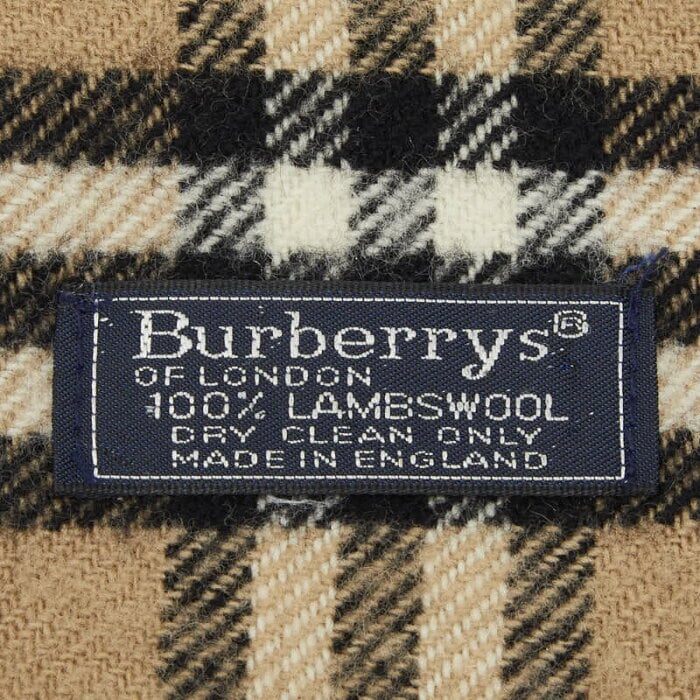 Burberrys®
OF LONDON
100% LAMBSWOOL
DRY CLEAN ONLY
MADE IN ENGLAND